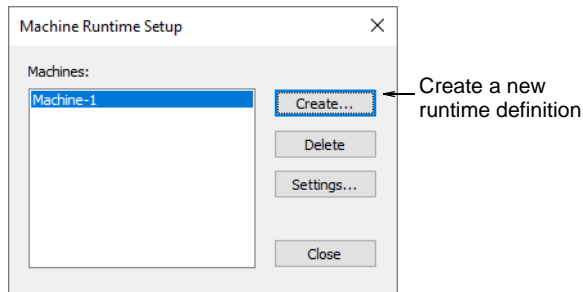 Machine Runtime Setup
Machines:
Machine-1
Create...
Delete
Settings...
Close
Create a new
runtime definition